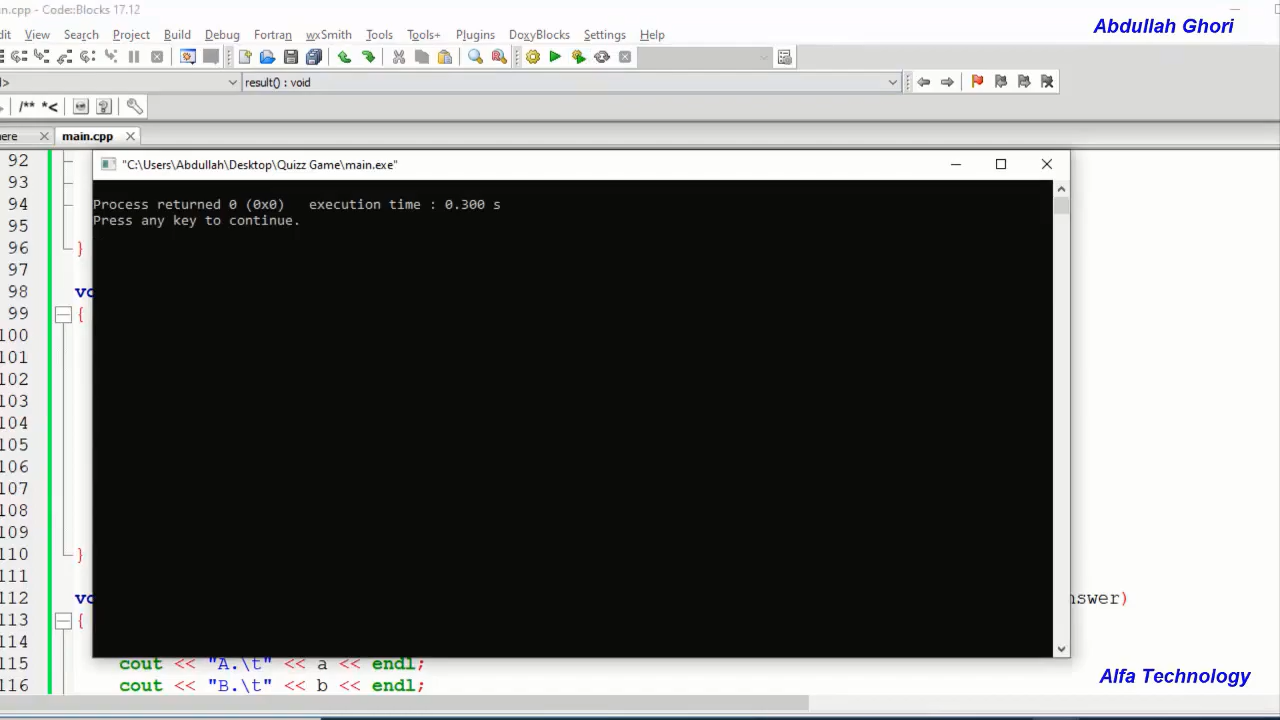 n.cpp - Code::Blocks 17.12
Abdullah Ghori
dit View Search Project Build Debug Fortran wxSmith Tools Tools+ Plugins DoxyBlocks Settings Help
> result() : void
/** *<
here main.cpp
92
"C:\Users\Abdullah\Desktop\Quizz Game\main.exe"
93
94
Process returned 0 (0x0)   execution time : 0.300 s
Press any key to continue.
95
96 }
97
98 vo
99 {
100
101
102
103
104
105
106
107
108
109
110 }
111
112 vo nswer)
113 {
114
115 cout << "A.\t" << a << endl;
116 cout << "B.\t" << b << endl;
Alfa Technology